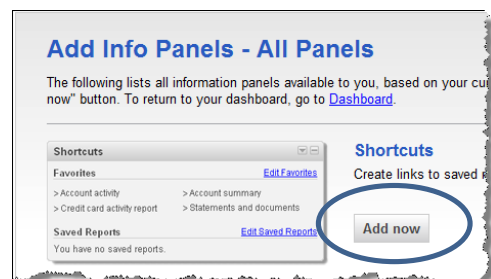 Add Info Panels - All Panels
The following lists all information panels available to you, based on your
now" button. To return to your dashboard, go to Dashboard.
Shortcuts
Favorites Edit Favorites
> Account activity > Account summary
> Credit card activity report > Statements and documents
Saved Reports Edit Saved Reports
You have no saved reports.
Shortcuts
Create links to saved
Add now